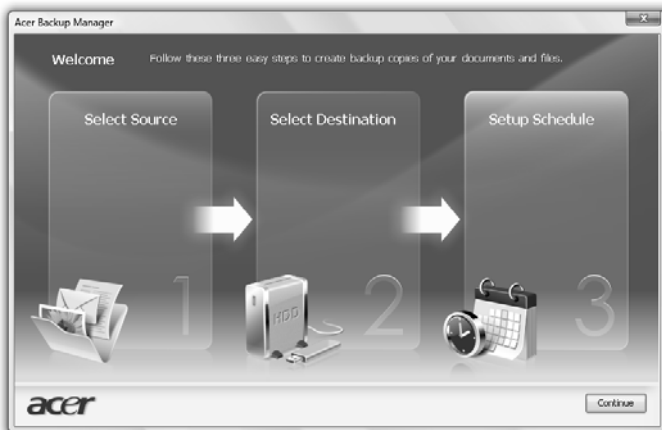 Acer Backup Manager
Welcome Follow these three easy steps to create backup copies of your documents and files.
Select Source
Select Destination
Setup Schedule
1
2
3
HDD
acer
Continue